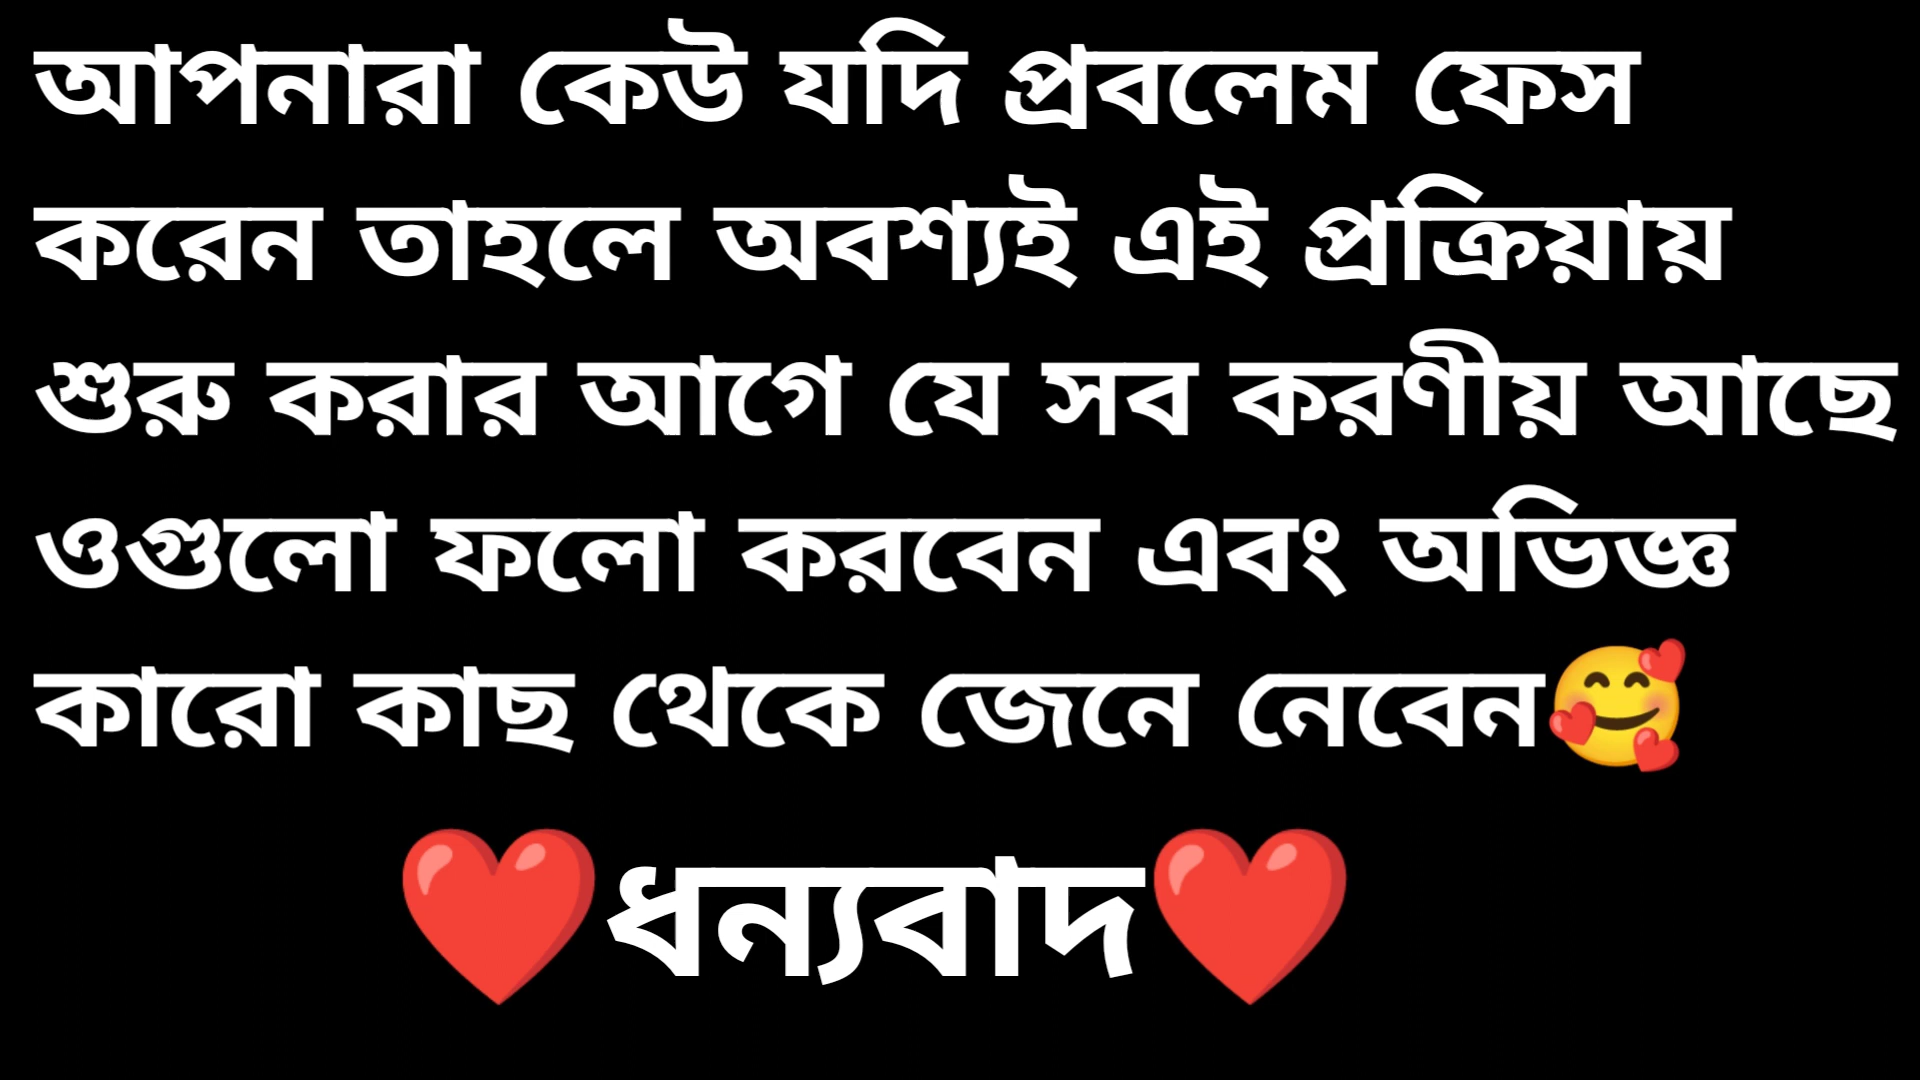 আপনারা কেউ যদি প্রবলেম ফেস
করেন তাহলে অবশ্যই এই প্রক্রিয়ায়
শুরু করার আগে যে সব করণীয় আছে
ওগুলো ফলো করবেন এবং অভিজ্ঞ
কারো কাছ থেকে জেনে নেবেন🥰
❤️ধন্যবাদ❤️